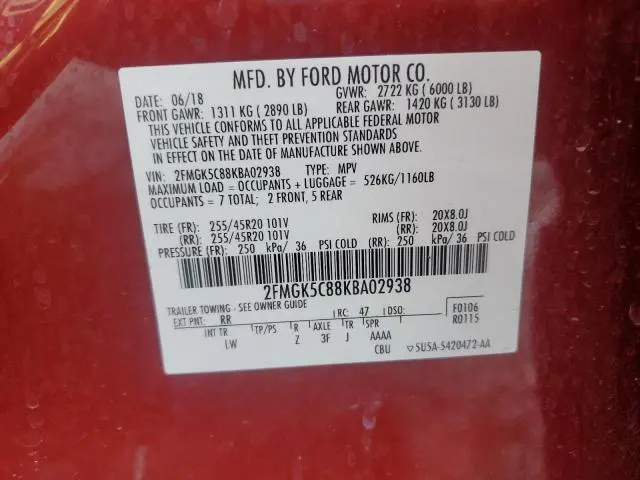 MFD. BY FORD MOTOR CO.
DATE: 06/18 GVWR: 2722 KG ( 6000 LB)
FRONT GAWR: 1311 KG ( 2890 LB) REAR GAWR: 1420 KG ( 3130 LB)
THIS VEHICLE CONFORMS TO ALL APPLICABLE FEDERAL MOTOR
VEHICLE SAFETY AND THEFT PREVENTION STANDARDS
IN EFFECT ON THE DATE OF MANUFACTURE SHOWN ABOVE.
VIN: 2FMGK5C88KBA02938 TYPE: MPV
MAXIMUM LOAD = OCCUPANTS + LUGGAGE = 526KG/1160LB
OCCUPANTS = 7 TOTAL; 2 FRONT, 5 REAR
TIRE (FR): 255/45R20 101V RIMS (FR): 20X8.0J
(RR): 255/45R20 101V (RR): 20X8.0J
PRESSURE (FR): 250 kPa/ 36 PSI COLD (RR): 250 kPa/ 36 PSI COLD
2FMGK5C88KBA02938
TRAILER TOWING - SEE OWNER GUIDE
EXT PNT: RR RC: 47 DSO: F0106
R0115
INT TR TP/PS R AXLE TR SPR
LW Z 3F J AAAA
CBU 5U5A-5420472-AA